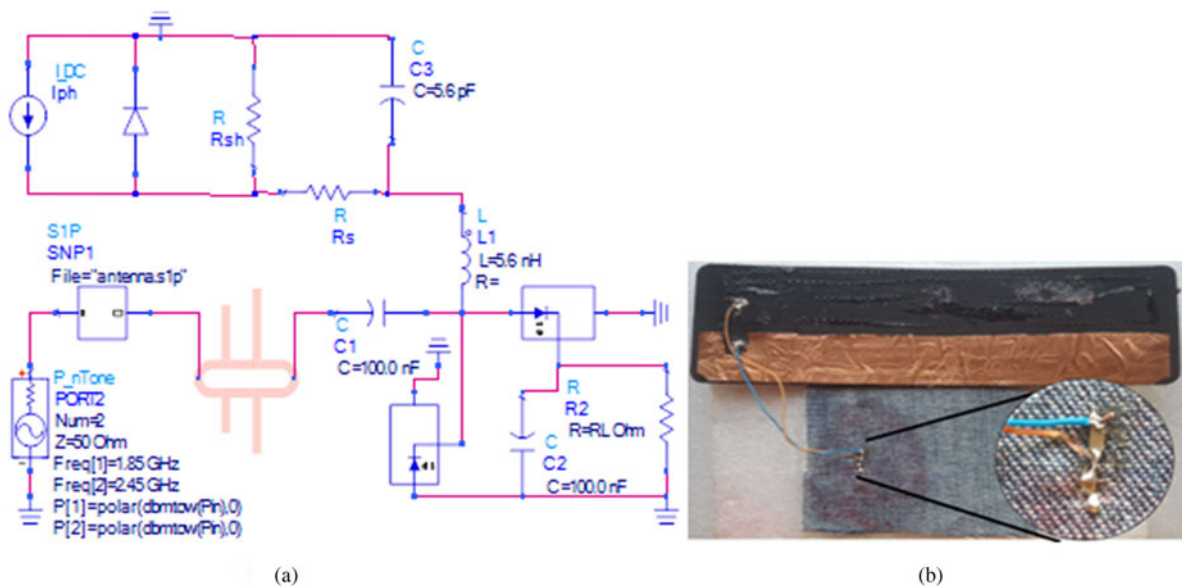 I_DC
Iph
R
Rsh
C
C3
C=5.6 pF
R
Rs
L
L1
L=5.6 nH
R=
S1P
SNP1
File="antenna.s1p"
C
C1
C=100.0 nF
P_nTone
PORT2
Num=2
Z=50 Ohm
Freq[1]=1.85 GHz
Freq[2]=2.45 GHz
P[1]=polar(dbmtow(Pin),0)
P[2]=polar(dbmtow(Pin),0)
R
R2
R=RL Ohm
C
C2
C=100.0 nF
(a)
(b)